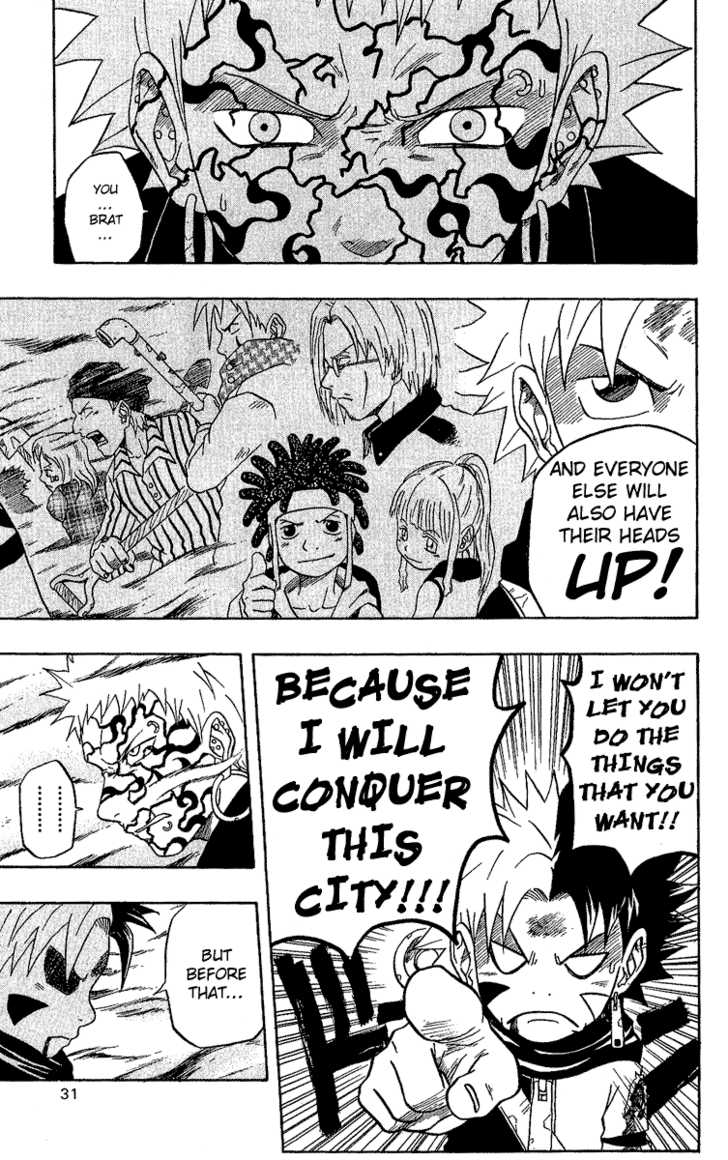 YOU
...
BRAT
...
AND EVERYONE
ELSE WILL
ALSO HAVE
THEIR HEADS
UP!
I WON'T
LET YOU
DO THE
THINGS
THAT YOU
WANT!!
BECAUSE
I WILL
CONQUER
THIS
CITY!!!
........
BUT
BEFORE
THAT...
31